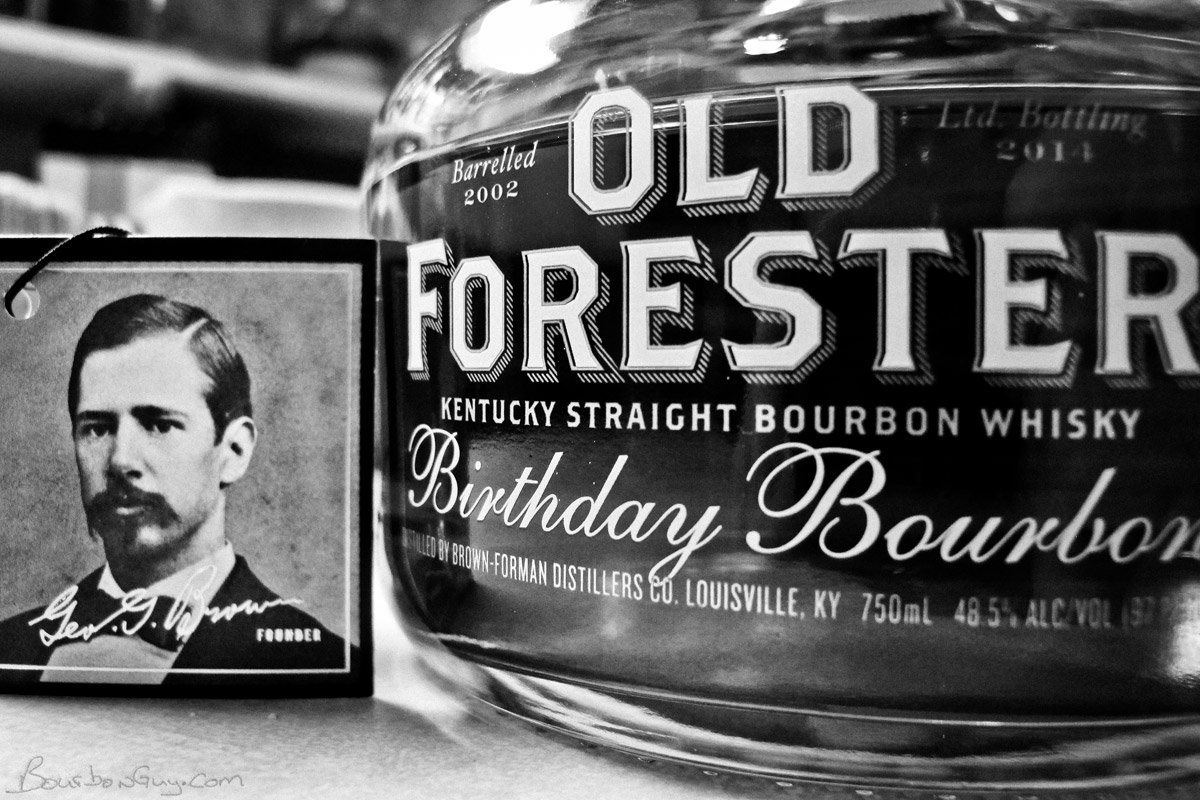 Barrelled
2002
OLD
Ltd. Bottling
2014
FORESTER
KENTUCKY STRAIGHT BOURBON WHISKY
Birthday Bourbon
BY BROWN-FORMAN DISTILLERS CO. LOUISVILLE, KY 750mL 48.5% ALC/VOL
Geo. G. Brown
FOUNDER
BourbonGuy.com